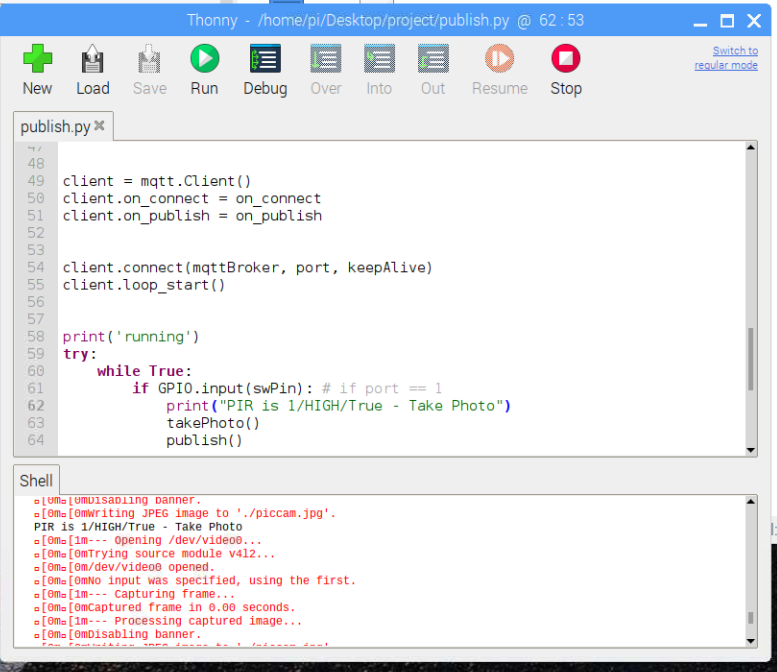 Thonny - /home/pi/Desktop/project/publish.py @ 62:53
Switch to
regular mode
New Load Save Run Debug Over Into Out Resume Stop
publish.py
47
48
49 client = mqtt.Client()
50 client.on_connect = on_connect
51 client.on_publish = on_publish
52
53
54 client.connect(mqttBroker, port, keepAlive)
55 client.loop_start()
56
57
58 print('running')
59 try:
60 while True:
61 if GPIO.input(swPin): # if port == 1
62 print("PIR is 1/HIGH/True - Take Photo")
63 takePhoto()
64 publish()
Shell
[0m[0mDisabling banner.
[0m[0mWriting JPEG image to './piccam.jpg'.
PIR is 1/HIGH/True - Take Photo
[0m[1m--- Opening /dev/video0...
[0m[0mTrying source module v4l2...
[0m[0m/dev/video0 opened.
[0m[0mNo input was specified, using the first.
[0m[1m--- Capturing frame...
[0m[0mCaptured frame in 0.00 seconds.
[0m[1m--- Processing captured image...
[0m[0mDisabling banner.
[0m[0mWriting JPEG image to './piccam.jpg'.